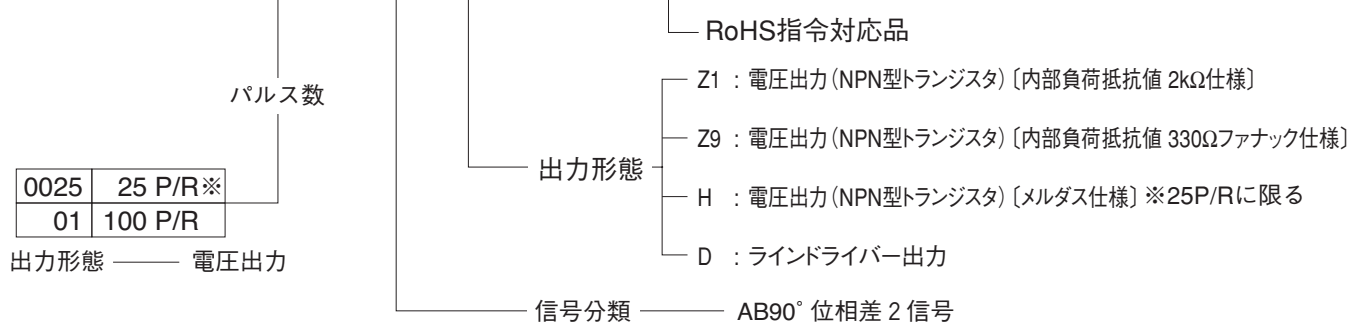 RoHS指令対応品
Z1 : 電圧出力(NPN型トランジスタ)〔内部負荷抵抗値 2kΩ仕様〕
パルス数
Z9 : 電圧出力(NPN型トランジスタ)〔内部負荷抵抗値 330Ωファナック仕様〕
出力形態
0025 25 P/R※
H : 電圧出力(NPN型トランジスタ)〔メルダス仕様〕※25P/Rに限る
01 100 P/R
D : ラインドライバー出力
出力形態 電圧出力
信号分類 AB90°位相差2信号